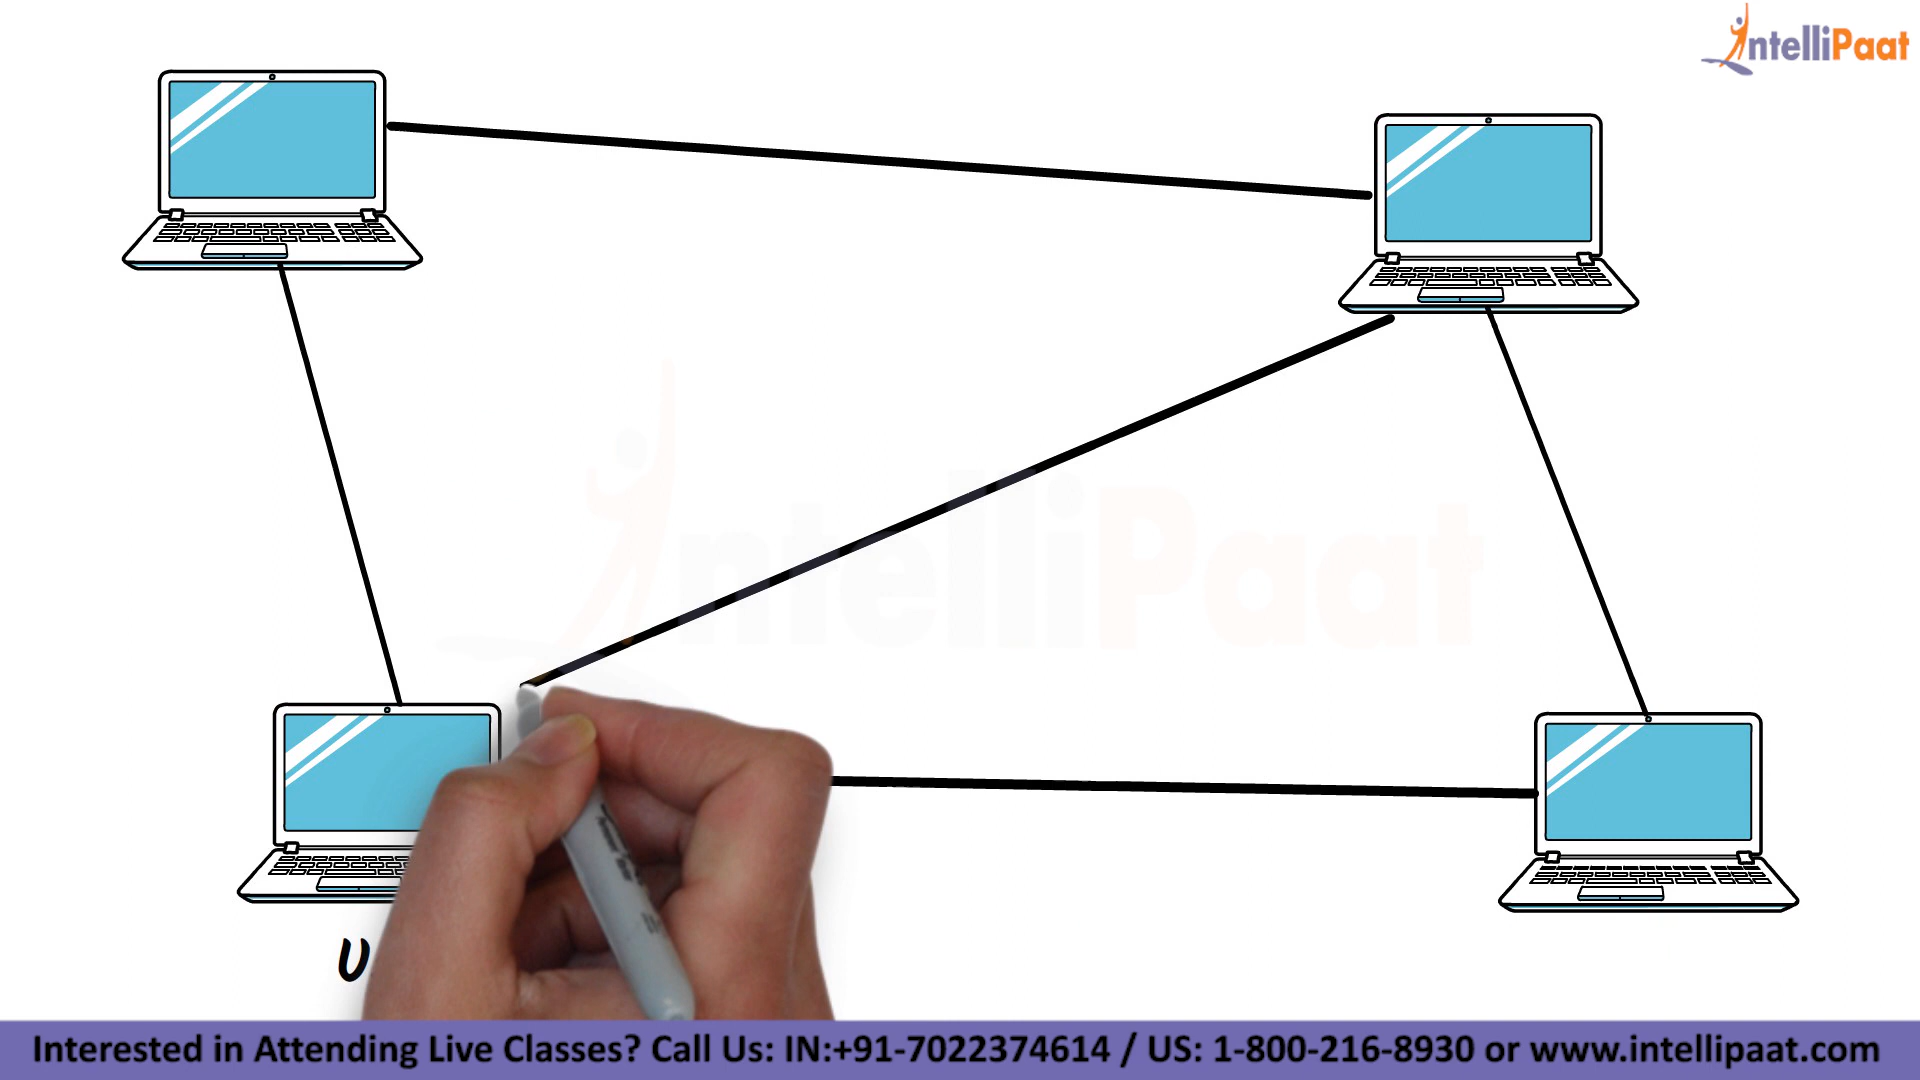 IntelliPaat
IntelliPaat
U
Interested in Attending Live Classes? Call Us: IN:+91-7022374614 / US: 1-800-216-8930 or www.intellipaat.com